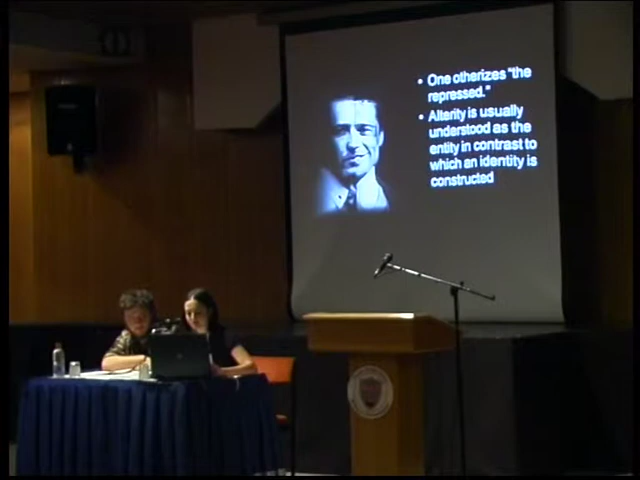 • One otherizes "the
repressed."
• Alterity is usually
understood as the
entity in contrast to
which an identity is
constructed